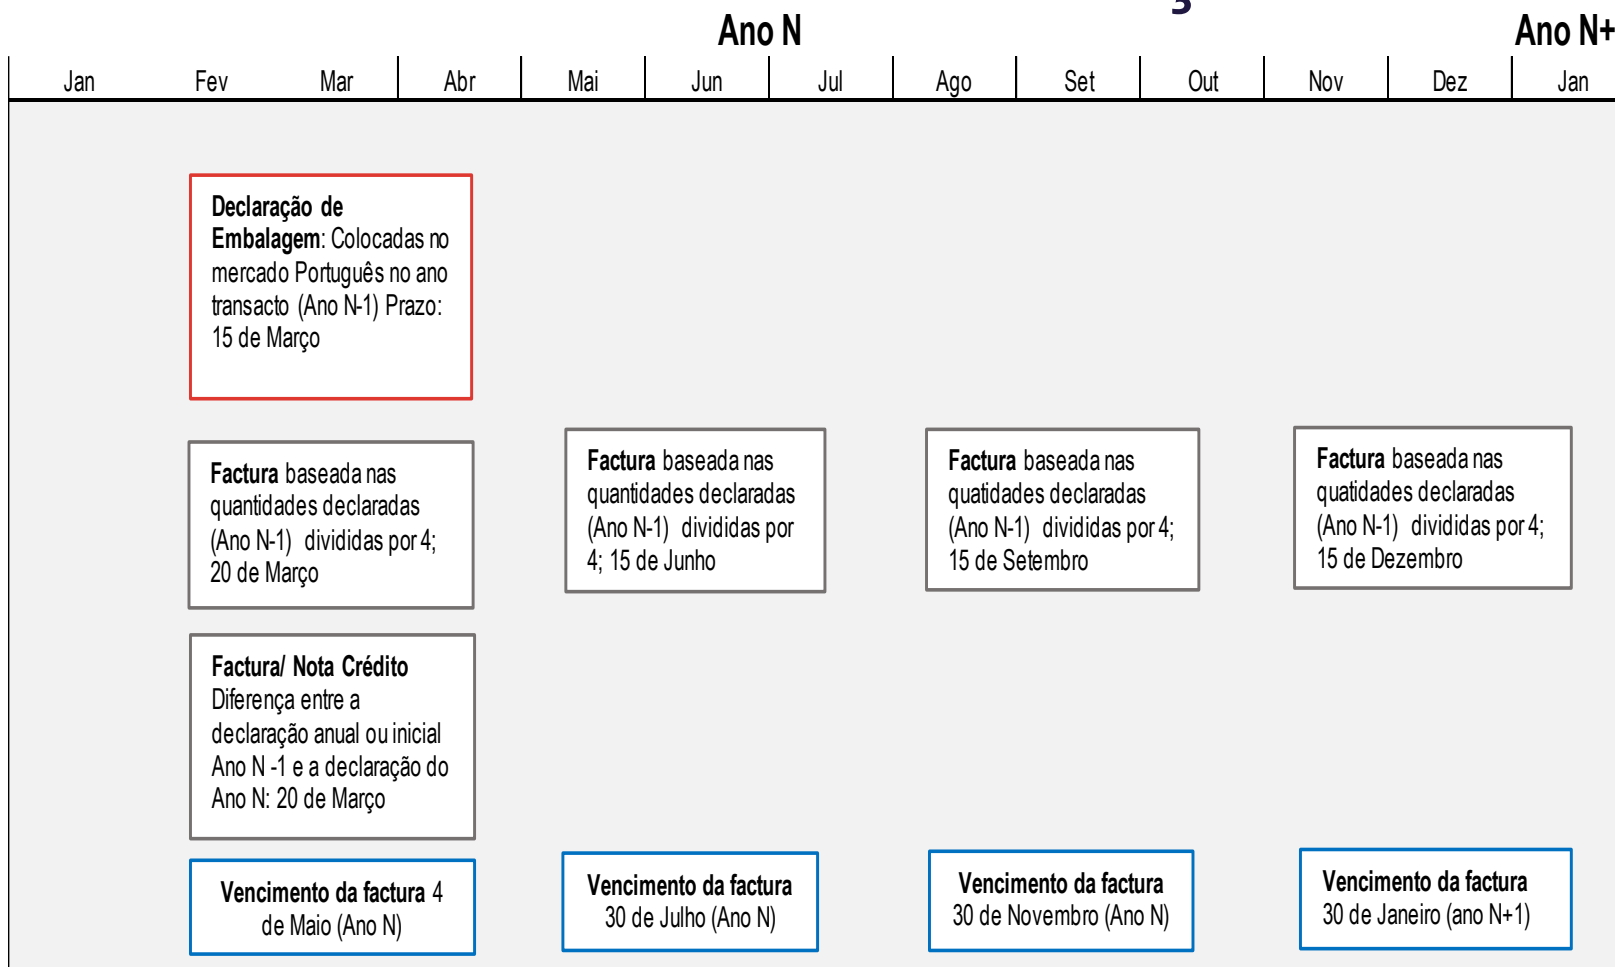 Ano N
Ano N+
Jan Fev Mar Abr Mai Jun Jul Ago Set Out Nov Dez Jan
Declaração de
Embalagem: Colocadas no
mercado Português no ano
transacto (Ano N-1) Prazo:
15 de Março
Factura baseada nas
quantidades declaradas
(Ano N-1) divididas por 4;
20 de Março
Factura baseada nas
quantidades declaradas
(Ano N-1) divididas por
4; 15 de Junho
Factura baseada nas
quatidades declaradas
(Ano N-1) divididas por 4;
15 de Setembro
Factura baseada nas
quatidades declaradas
(Ano N-1) divididas por 4;
15 de Dezembro
Factura/ Nota Crédito
Diferença entre a
declaração anual ou inicial
Ano N -1 e a declaração do
Ano N: 20 de Março
Vencimento da factura 4
de Maio (Ano N)
Vencimento da factura
30 de Julho (Ano N)
Vencimento da factura
30 de Novembro (Ano N)
Vencimento da factura
30 de Janeiro (ano N+1)